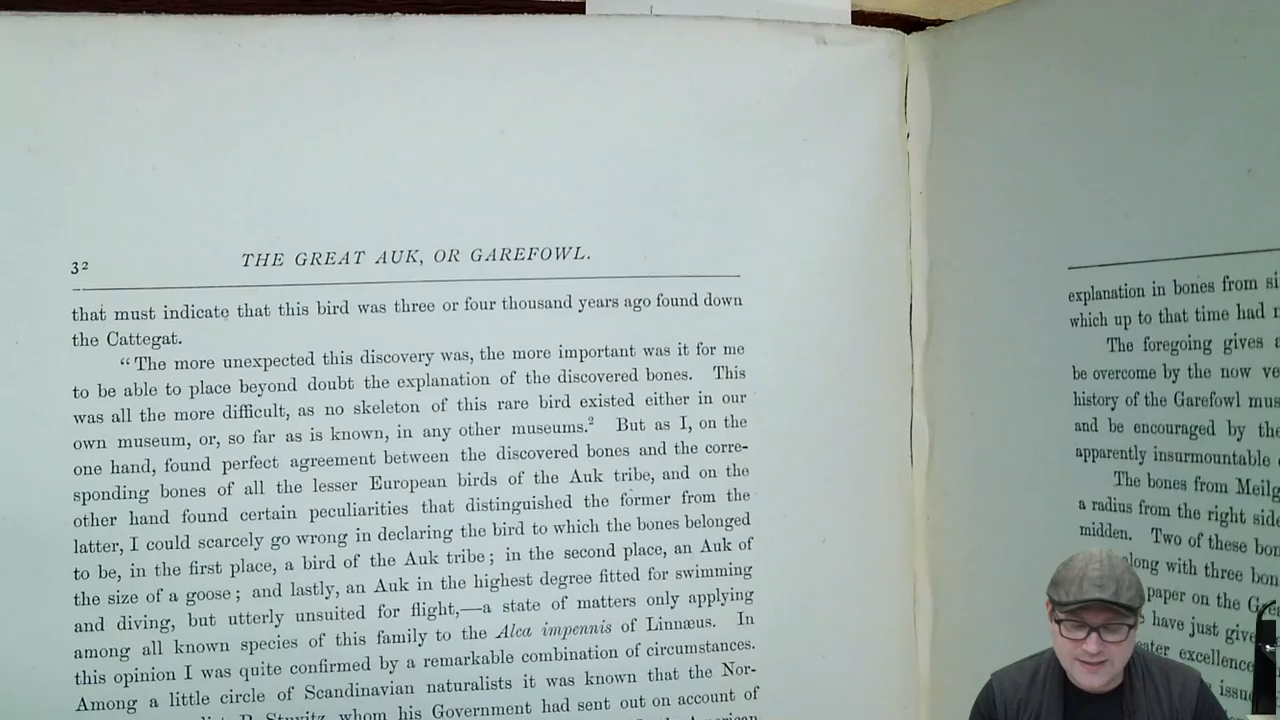 32
THE GREAT AUK, OR GAREFOWL.
that must indicate that this bird was three or four thousand years ago found down
the Cattegat.
“The more unexpected this discovery was, the more important was it for me
to be able to place beyond doubt the explanation of the discovered bones. This
was all the more difficult, as no skeleton of this rare bird existed either in our
own museum, or, so far as is known, in any other museums.² But as I, on the
one hand, found perfect agreement between the discovered bones and the corre-
sponding bones of all the lesser European birds of the Auk tribe, and on the
other hand found certain peculiarities that distinguished the former from the
latter, I could scarcely go wrong in declaring the bird to which the bones belonged
to be, in the first place, a bird of the Auk tribe; in the second place, an Auk of
the size of a goose; and lastly, an Auk in the highest degree fitted for swimming
and diving, but utterly unsuited for flight,—a state of matters only applying
among all known species of this family to the Alca impennis of Linnæus. In
this opinion I was quite confirmed by a remarkable combination of circumstances.
Among a little circle of Scandinavian naturalists it was known that the Nor-
P. Stuvitz, whom his Government had sent out on account of
American
explanation in bones from
which up to that time had
The foregoing gives
be overcome by the now
history of the Garefowl
and be encouraged by the
apparently insurmountable
The bones from
a radius from the right side
midden. Two of these
along with three
paper on the
have just
excellence